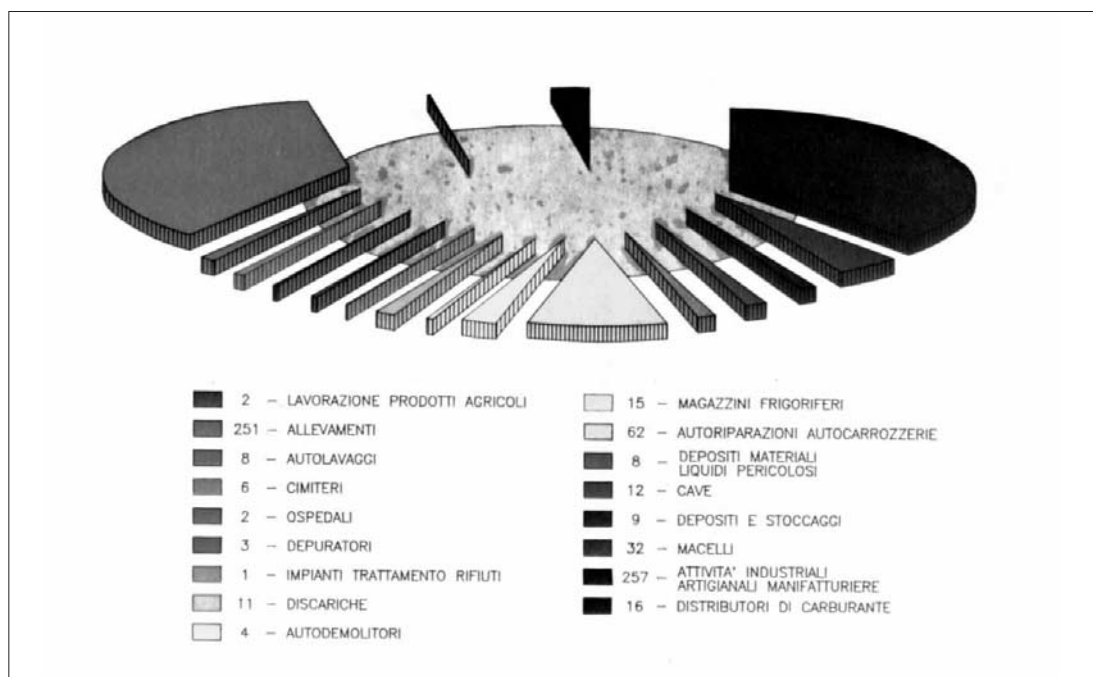 2 – LAVORAZIONE PRODOTTI AGRICOLI
251 – ALLEVAMENTI
8 – AUTOLAVAGGI
6 – CIMITERI
2 – OSPEDALI
3 – DEPURATORI
1 – IMPIANTI TRATTAMENTO RIFIUTI
11 – DISCARICHE
4 – AUTODEMOLITORI
15 – MAGAZZINI FRIGORIFERI
62 – AUTORIPARAZIONI AUTOCARROZZERIE
8 – DEPOSITI MATERIALI
LIQUIDI PERICOLOSI
12 – CAVE
9 – DEPOSITI E STOCCAGGI
32 – MACELLI
257 – ATTIVITA' INDUSTRIALI
ARTIGIANALI MANIFATTURIERE
16 – DISTRIBUTORI DI CARBURANTE